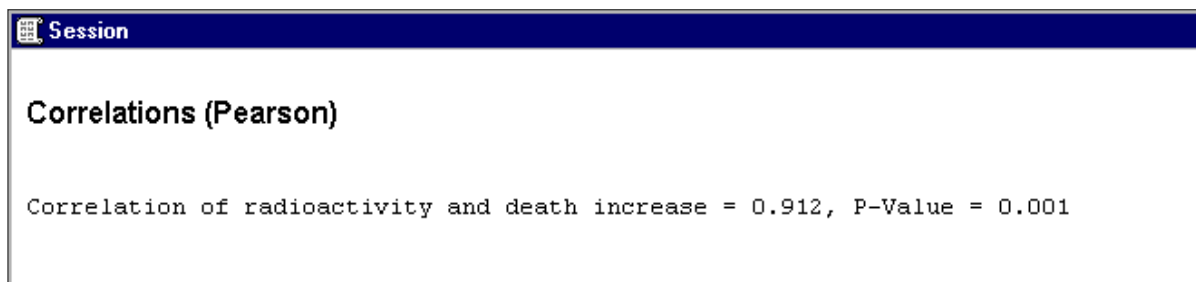 Session
Correlations (Pearson)
Correlation of radioactivity and death increase = 0.912, P-Value = 0.001